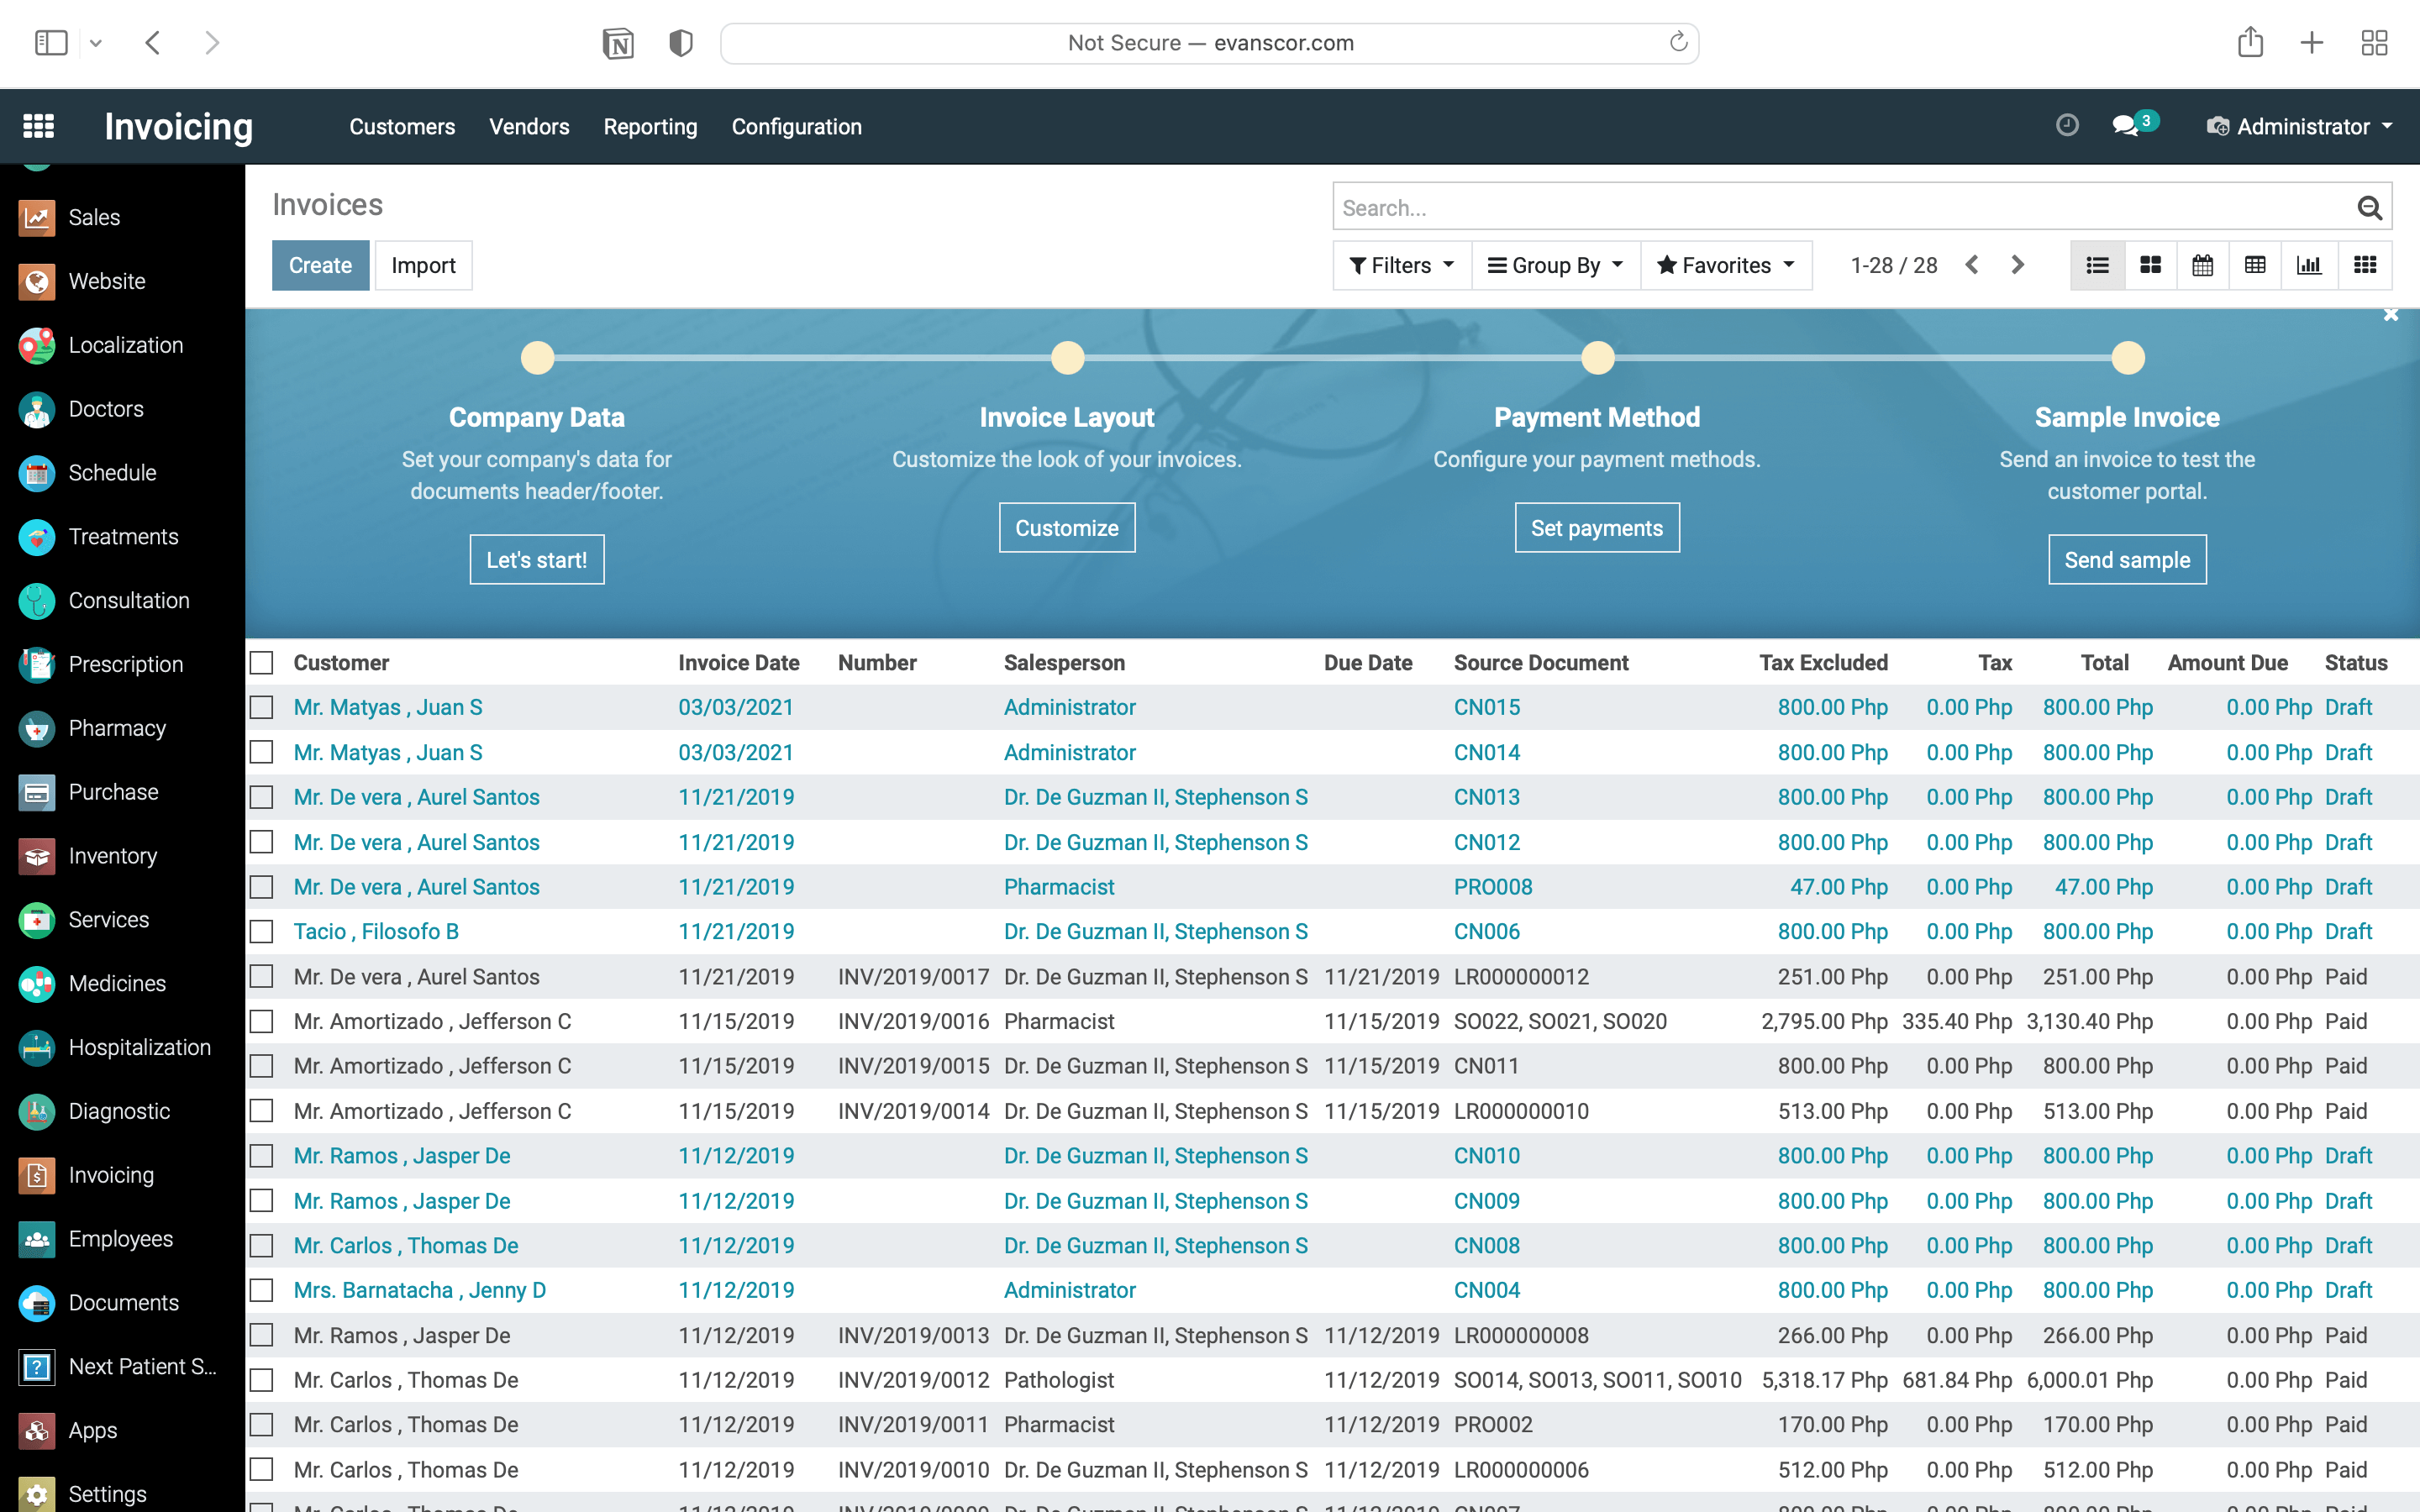 Not Secure — evanscor.com
Invoicing Customers Vendors Reporting Configuration 3 Administrator
Sales
Website
Localization
Doctors
Schedule
Treatments
Consultation
Prescription
Pharmacy
Purchase
Inventory
Services
Medicines
Hospitalization
Diagnostic
Invoicing
Employees
Documents
Next Patient S...
Apps
Settings
Invoices
Search...
Create Import Filters Group By Favorites 1-28 / 28
Company Data
Set your company's data for
documents header/footer.
Let's start!
Invoice Layout
Customize the look of your invoices.
Customize
Payment Method
Configure your payment methods.
Set payments
Sample Invoice
Send an invoice to test the
customer portal.
Send sample
Customer Invoice Date Number Salesperson Due Date Source Document Tax Excluded Tax Total Amount Due Status
Mr. Matyas , Juan S 03/03/2021 Administrator CN015 800.00 Php 0.00 Php 800.00 Php 0.00 Php Draft
Mr. Matyas , Juan S 03/03/2021 Administrator CN014 800.00 Php 0.00 Php 800.00 Php 0.00 Php Draft
Mr. De vera , Aurel Santos 11/21/2019 Dr. De Guzman II, Stephenson S CN013 800.00 Php 0.00 Php 800.00 Php 0.00 Php Draft
Mr. De vera , Aurel Santos 11/21/2019 Dr. De Guzman II, Stephenson S CN012 800.00 Php 0.00 Php 800.00 Php 0.00 Php Draft
Mr. De vera , Aurel Santos 11/21/2019 Pharmacist PRO008 47.00 Php 0.00 Php 47.00 Php 0.00 Php Draft
Tacio , Filosofo B 11/21/2019 Dr. De Guzman II, Stephenson S CN006 800.00 Php 0.00 Php 800.00 Php 0.00 Php Draft
Mr. De vera , Aurel Santos 11/21/2019 INV/2019/0017 Dr. De Guzman II, Stephenson S 11/21/2019 LR000000012 251.00 Php 0.00 Php 251.00 Php 0.00 Php Paid
Mr. Amortizado , Jefferson C 11/15/2019 INV/2019/0016 Pharmacist 11/15/2019 SO022, SO021, SO020 2,795.00 Php 335.40 Php 3,130.40 Php 0.00 Php Paid
Mr. Amortizado , Jefferson C 11/15/2019 INV/2019/0015 Dr. De Guzman II, Stephenson S 11/15/2019 CN011 800.00 Php 0.00 Php 800.00 Php 0.00 Php Paid
Mr. Amortizado , Jefferson C 11/15/2019 INV/2019/0014 Dr. De Guzman II, Stephenson S 11/15/2019 LR000000010 513.00 Php 0.00 Php 513.00 Php 0.00 Php Paid
Mr. Ramos , Jasper De 11/12/2019 Dr. De Guzman II, Stephenson S CN010 800.00 Php 0.00 Php 800.00 Php 0.00 Php Draft
Mr. Ramos , Jasper De 11/12/2019 Dr. De Guzman II, Stephenson S CN009 800.00 Php 0.00 Php 800.00 Php 0.00 Php Draft
Mr. Carlos , Thomas De 11/12/2019 Dr. De Guzman II, Stephenson S CN008 800.00 Php 0.00 Php 800.00 Php 0.00 Php Draft
Mrs. Barnatacha , Jenny D 11/12/2019 Administrator CN004 800.00 Php 0.00 Php 800.00 Php 0.00 Php Draft
Mr. Ramos , Jasper De 11/12/2019 INV/2019/0013 Dr. De Guzman II, Stephenson S 11/12/2019 LR000000008 266.00 Php 0.00 Php 266.00 Php 0.00 Php Paid
Mr. Carlos , Thomas De 11/12/2019 INV/2019/0012 Pathologist 11/12/2019 SO014, SO013, SO011, SO010 5,318.17 Php 681.84 Php 6,000.01 Php 0.00 Php Paid
Mr. Carlos , Thomas De 11/12/2019 INV/2019/0011 Pharmacist 11/12/2019 PRO002 170.00 Php 0.00 Php 170.00 Php 0.00 Php Paid
Mr. Carlos , Thomas De 11/12/2019 INV/2019/0010 Dr. De Guzman II, Stephenson S 11/12/2019 LR000000006 512.00 Php 0.00 Php 512.00 Php 0.00 Php Paid